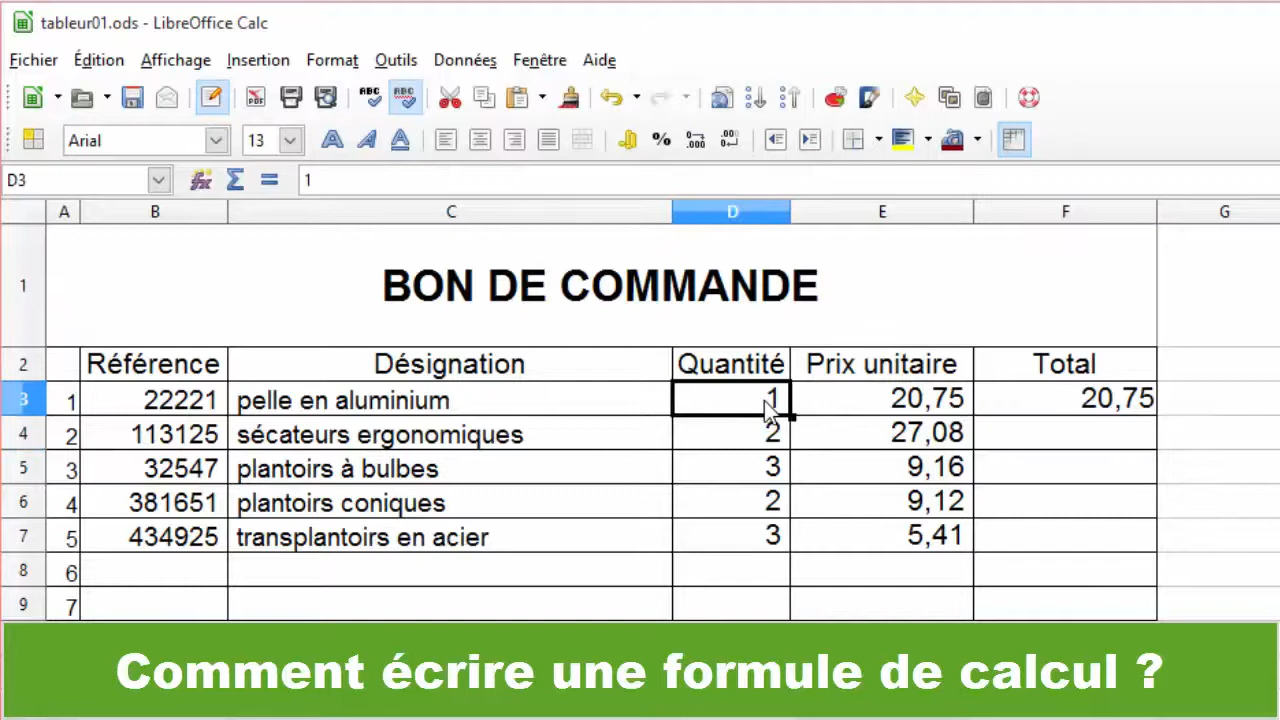 tableur01.ods - LibreOffice Calc
Fichier Édition Affichage Insertion Format Outils Données Fenêtre Aide
Arial 13
D3 1
A B C D E F G
1 BON DE COMMANDE
2 Référence Désignation Quantité Prix unitaire Total
3 1 22221 pelle en aluminium 1 20,75 20,75
4 2 113125 sécateurs ergonomiques 2 27,08
5 3 32547 plantoirs à bulbes 3 9,16
6 4 381651 plantoirs coniques 2 9,12
7 5 434925 transplantoirs en acier 3 5,41
8 6
9 7
Comment écrire une formule de calcul ?